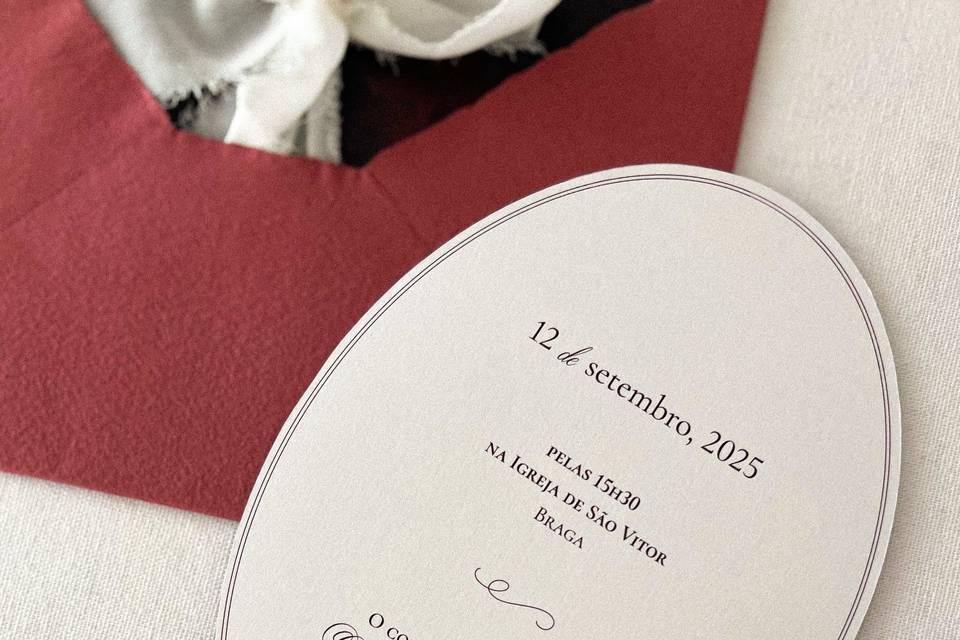 12 de setembro, 2025
PELAS 15H30
NA IGREJA DE SÃO VITOR
BRAGA
O